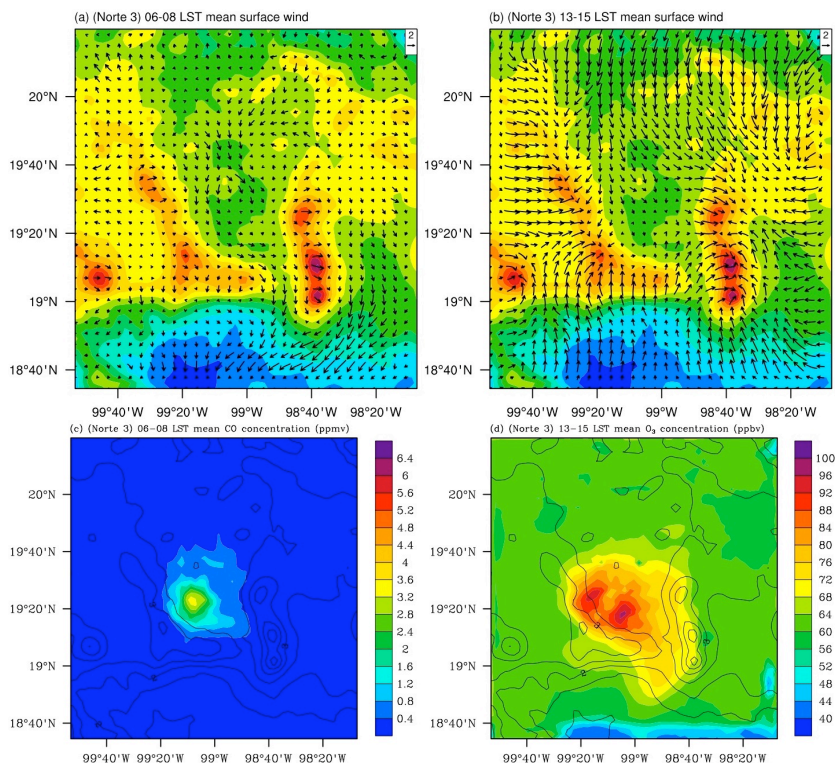 (a) (Norte 3) 06-08 LST mean surface wind
2
20°N
19°40'N
19°20'N
19°N
18°40'N
99°40'W 99°20'W 99°W 98°40'W 98°20'W
(b) (Norte 3) 13-15 LST mean surface wind
2
20°N
19°40'N
19°20'N
19°N
18°40'N
99°40'W 99°20'W 99°W 98°40'W 98°20'W
(c) (Norte 3) 06-08 LST mean CO concentration (ppmv)
20°N
19°40'N
19°20'N
19°N
18°40'N
99°40'W 99°20'W 99°W 98°40'W 98°20'W
6.4
6
5.6
5.2
4.8
4.4
4
3.6
3.2
2.8
2.4
2
1.6
1.2
0.8
0.4
(d) (Norte 3) 13-15 LST mean O₃ concentration (ppbv)
20°N
19°40'N
19°20'N
19°N
18°40'N
2
99°40'W 99°20'W 99°W 98°40'W 98°20'W
100
96
92
88
84
80
76
72
68
64
60
56
52
48
44
40